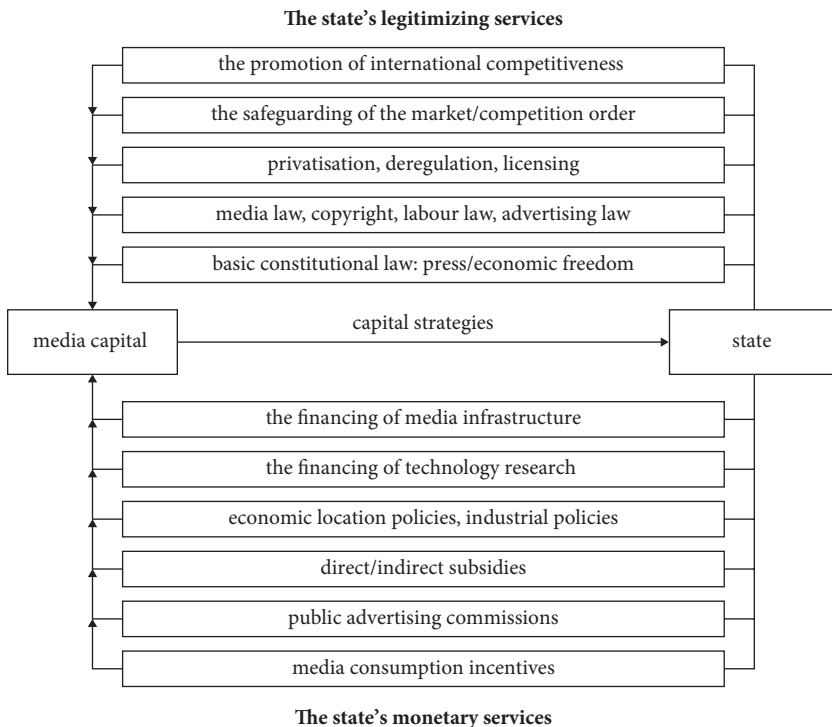 The state’s legitimizing services
the promotion of international competitiveness
the safeguarding of the market/competition order
privatisation, deregulation, licensing
media law, copyright, labour law, advertising law
basic constitutional law: press/economic freedom
media capital
capital strategies
state
the financing of media infrastructure
the financing of technology research
economic location policies, industrial policies
direct/indirect subsidies
public advertising commissions
media consumption incentives
The state’s monetary services